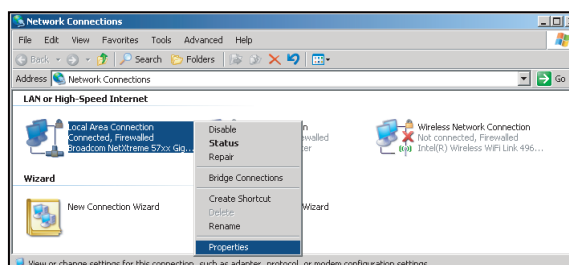 Network Connections
File Edit View Favorites Tools Advanced Help
Back Search Folders
Address Network Connections Go
LAN or High-Speed Internet
Local Area Connection
Connected, Firewalled
Broadcom NetXtreme 57xx Gig...
Disable
Status
Repair
Bridge Connections
Create Shortcut
Delete
Rename
Properties
Wireless Network Connection
Not connected, Firewalled
Intel(R) Wireless WiFi Link 496...
Wizard
New Connection Wizard
Wizard
View or change settings for this connection, such as adapter, protocol, or modem configuration settings.